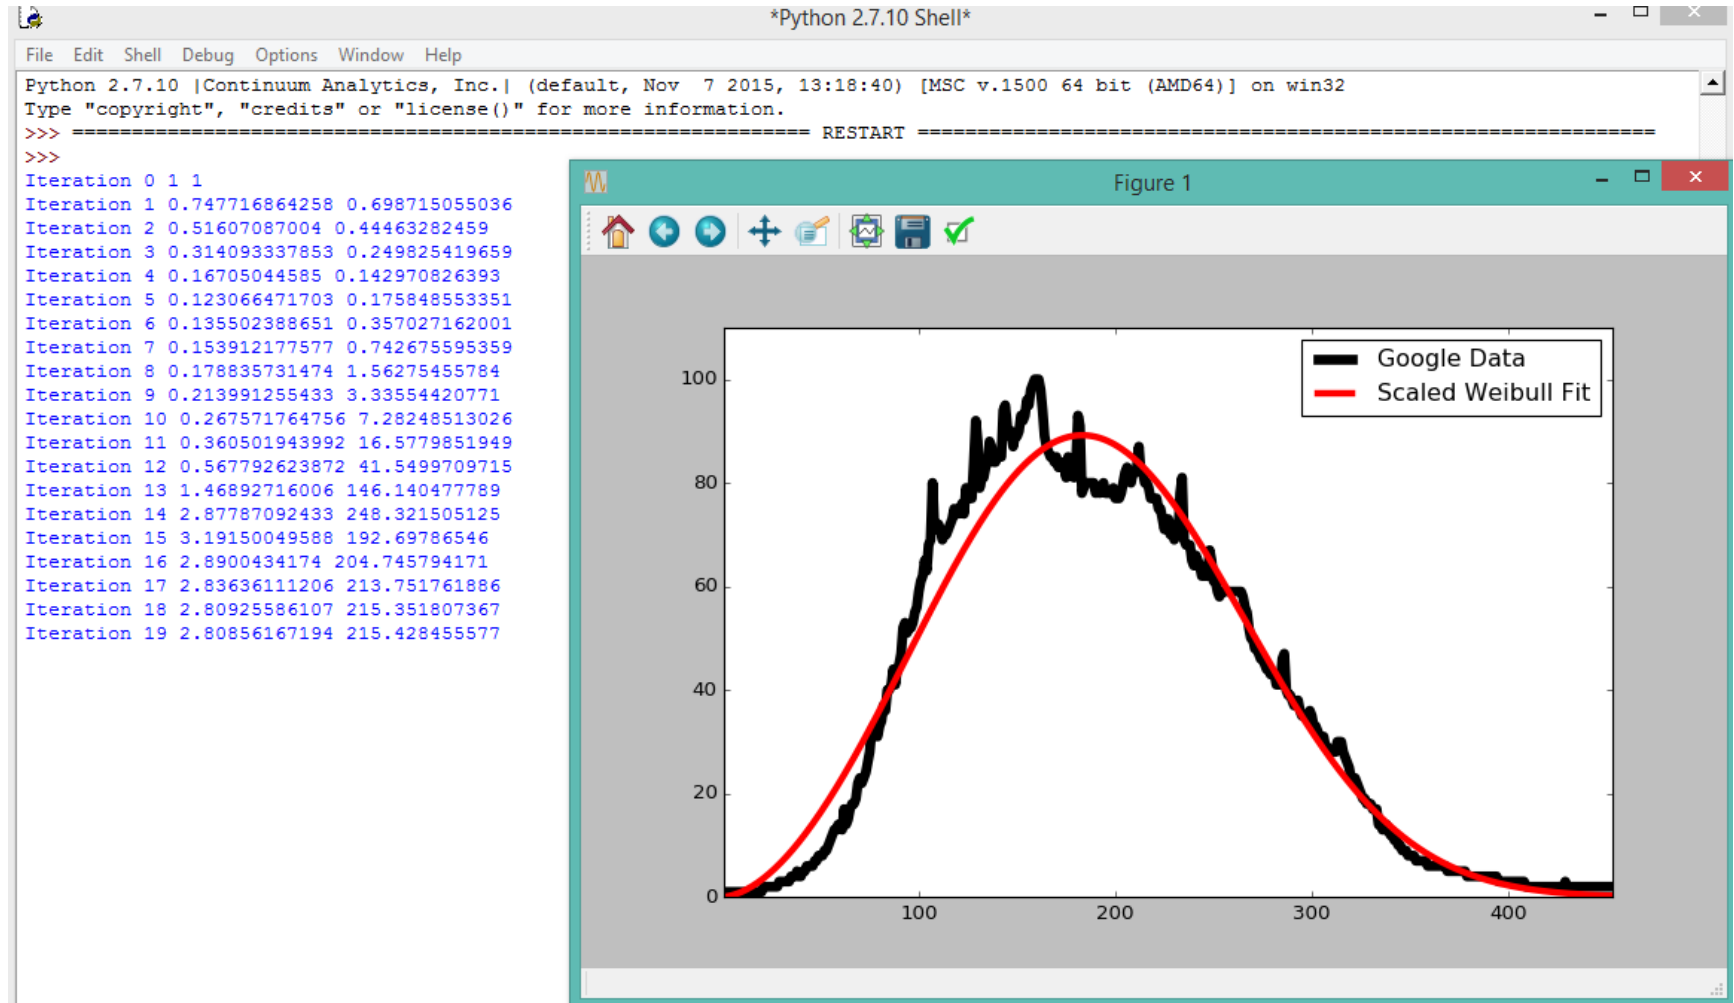 *Python 2.7.10 Shell*
File Edit Shell Debug Options Window Help
Python 2.7.10 |Continuum Analytics, Inc.| (default, Nov  7 2015, 13:18:40) [MSC v.1500 64 bit (AMD64)] on win32
Type "copyright", "credits" or "license()" for more information.
>>> ============================================================== RESTART ==============================================================
>>>
Iteration 0 1 1
Iteration 1 0.747716864258 0.698715055036
Iteration 2 0.51607087004 0.44463282459
Iteration 3 0.314093337853 0.249825419659
Iteration 4 0.16705044585 0.142970826393
Iteration 5 0.123066471703 0.175848553351
Iteration 6 0.135502388651 0.357027162001
Iteration 7 0.153912177577 0.742675595359
Iteration 8 0.178835731474 1.56275455784
Iteration 9 0.213991255433 3.33554420771
Iteration 10 0.267571764756 7.28248513026
Iteration 11 0.360501943992 16.5779851949
Iteration 12 0.567792623872 41.5499709715
Iteration 13 1.46892716006 146.140477789
Iteration 14 2.87787092433 248.321505125
Iteration 15 3.19150049588 192.69786546
Iteration 16 2.8900434174 204.745794171
Iteration 17 2.83636111206 213.751761886
Iteration 18 2.80925586107 215.351807367
Iteration 19 2.80856167194 215.428455577
Figure 1
Google Data
Scaled Weibull Fit
100
80
60
40
20
0
100 200 300 400